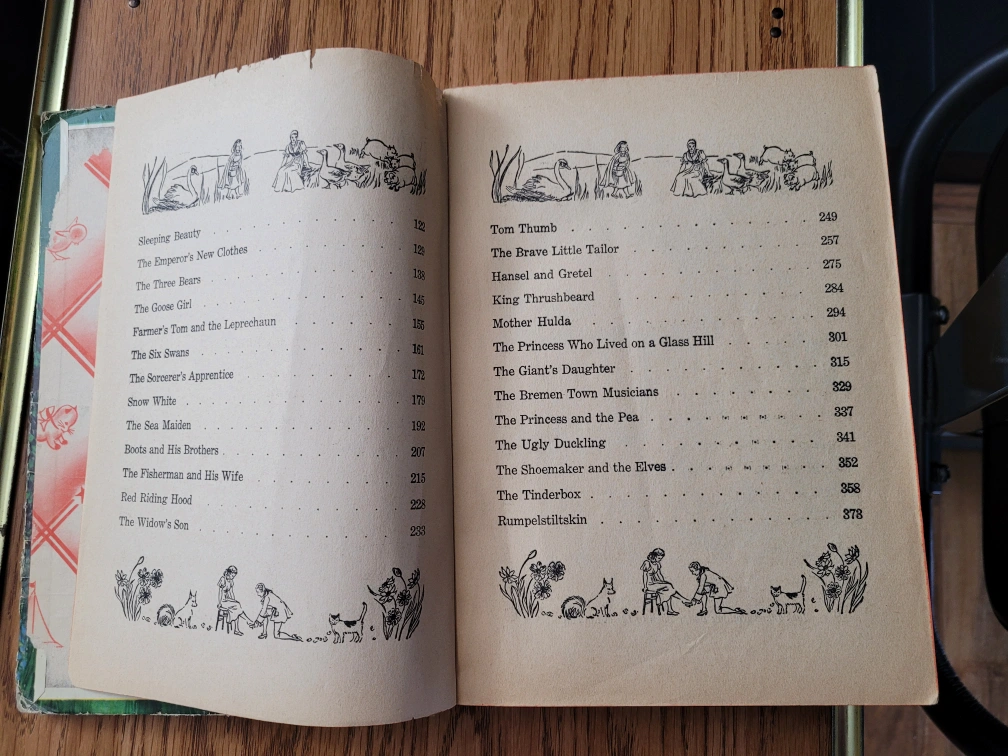 Sleeping Beauty . . . . . . . . . . 122
The Emperor's New Clothes . . . . . . . . 129
The Three Bears . . . . . . . . . . 138
The Goose Girl . . . . . . . . . . 145
Farmer's Tom and the Leprechaun . . . . . . . 155
The Six Swans . . . . . . . . . . 161
The Sorcerer's Apprentice . . . . . . . . . 172
Snow White . . . . . . . . . . . 179
The Sea Maiden . . . . . . . . . . 192
Boots and His Brothers . . . . . . . . . 207
The Fisherman and His Wife . . . . . . . . 215
Red Riding Hood . . . . . . . . . . 228
The Widow's Son . . . . . . . . . . 233
Tom Thumb . . . . . . . . . . . 249
The Brave Little Tailor . . . . . . . . . 257
Hansel and Gretel . . . . . . . . . . 275
King Thrushbeard . . . . . . . . . . 284
Mother Hulda . . . . . . . . . . . 294
The Princess Who Lived on a Glass Hill . . . . . 301
The Giant's Daughter . . . . . . . . . 315
The Bremen Town Musicians . . . . . . . . 329
The Princess and the Pea . . . . . . . . 337
The Ugly Duckling . . . . . . . . . . 341
The Shoemaker and the Elves . . . . . . . 352
The Tinderbox . . . . . . . . . . . 358
Rumpelstiltskin . . . . . . . . . . . 378